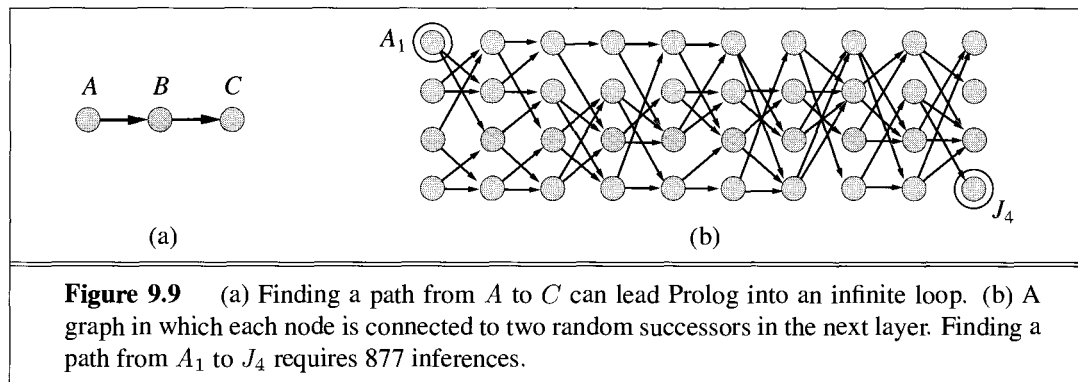 A B C
(a)
A₁
J₄
(b)
Figure 9.9 (a) Finding a path from A to C can lead Prolog into an infinite loop. (b) A
graph in which each node is connected to two random successors in the next layer. Finding a
path from A₁ to J₄ requires 877 inferences.